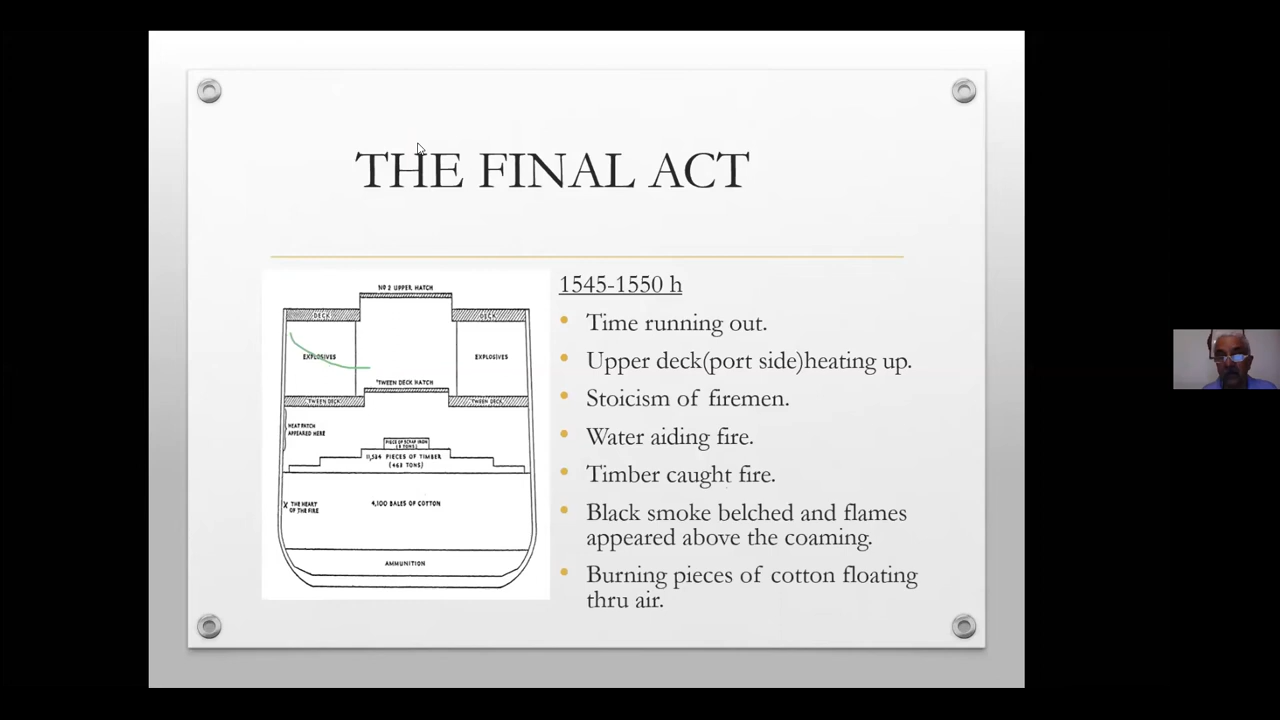 THE FINAL ACT
NO 2 UPPER HATCH
DECK
DECK
EXPLOSIVES
EXPLOSIVES
'TWEEN DECK HATCH
TWEEN DECK
TWEEN DECK
HEAT PATCH
APPEARED HERE
PIECE OF SCRAP IRON
11,534 PIECES OF TIMBER
(468 TONS)
X THE HEART
OF THE FIRE
4,100 BALES OF COTTON
AMMUNITION
1545-1550 h
• Time running out.
• Upper deck(port side)heating up.
• Stoicism of firemen.
• Water aiding fire.
• Timber caught fire.
• Black smoke belched and flames
appeared above the coaming.
• Burning pieces of cotton floating
thru air.